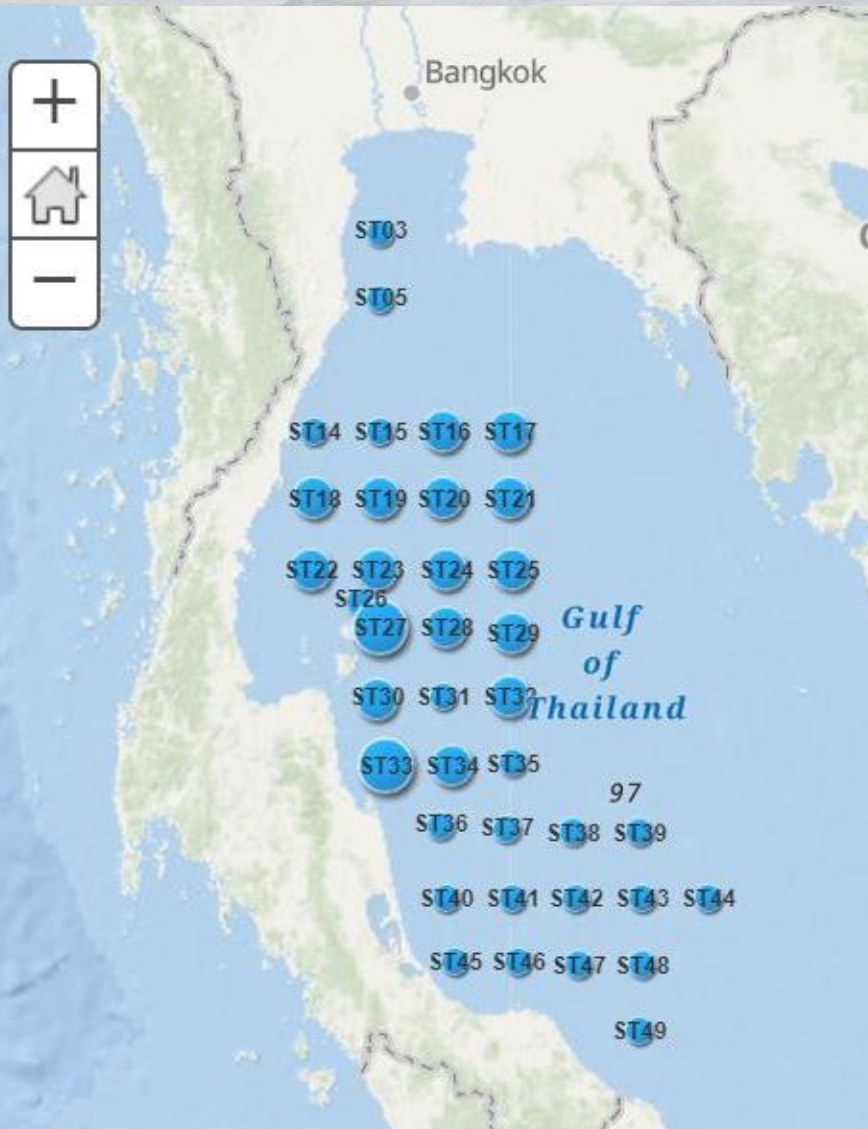 +
Bangkok
−
ST03
ST05
ST14 ST15 ST16 ST17
ST18 ST19 ST20 ST21
ST22 ST23 ST24 ST25
ST26
ST27 ST28 ST29
Gulf
of
Thailand
ST30 ST31 ST32
ST33 ST34 ST35
97
ST36 ST37 ST38 ST39
ST40 ST41 ST42 ST43 ST44
ST45 ST46 ST47 ST48
ST49